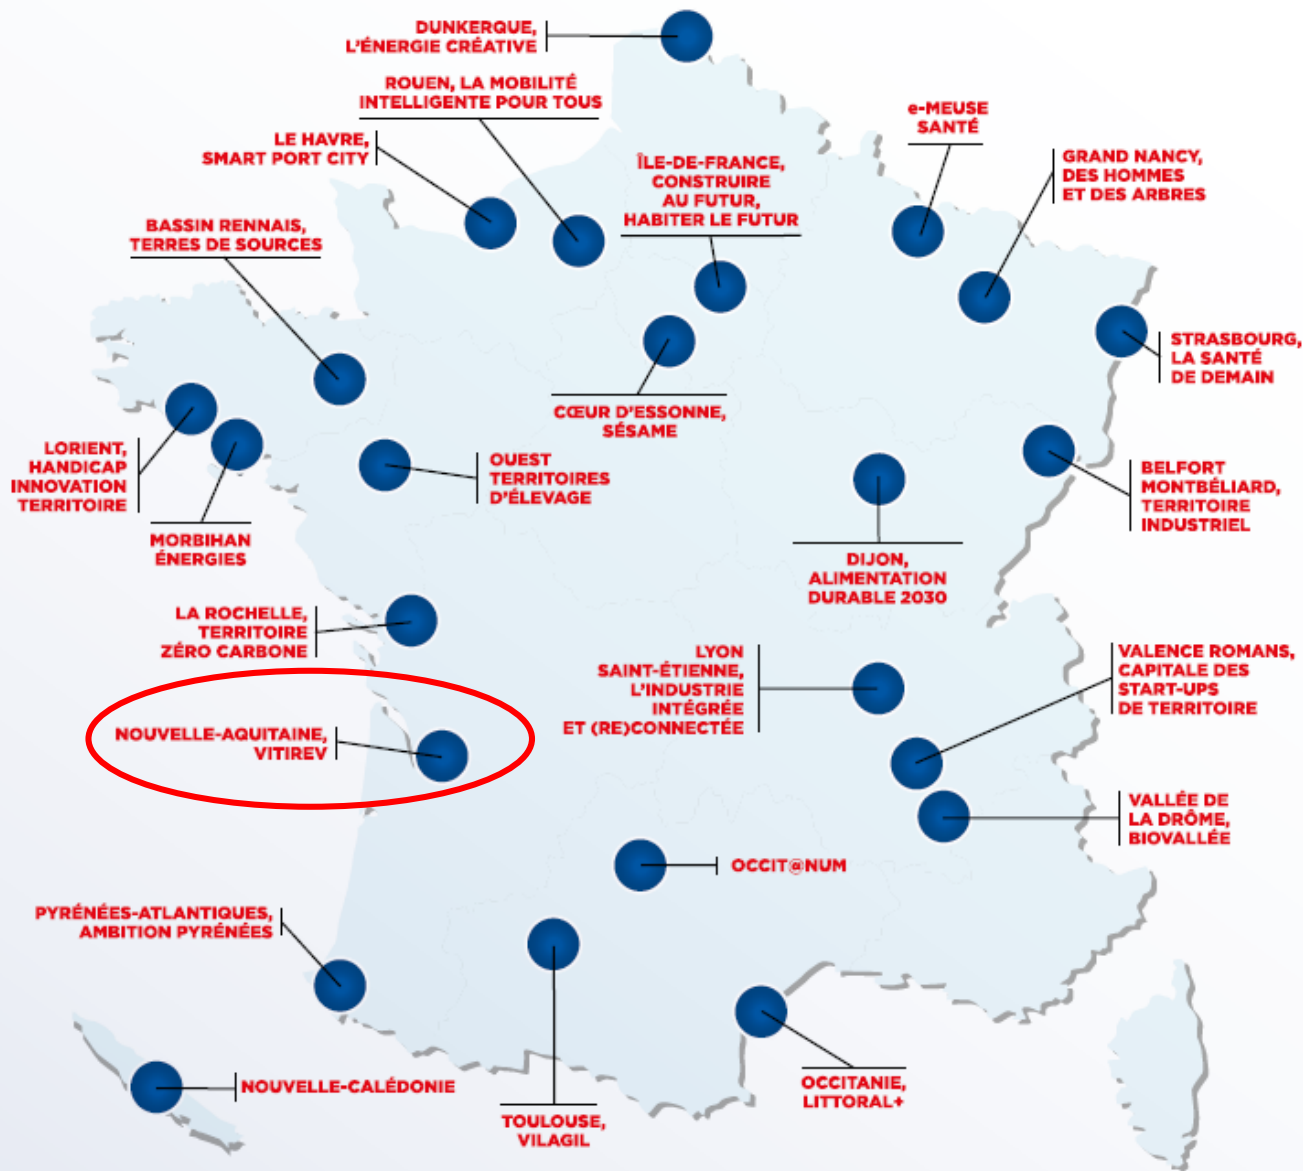 DUNKERQUE,
L'ÉNERGIE CRÉATIVE
ROUEN, LA MOBILITÉ
INTELLIGENTE POUR TOUS
LE HAVRE,
SMART PORT CITY
e-MEUSE
SANTÉ
ÎLE-DE-FRANCE,
CONSTRUIRE
AU FUTUR,
HABITER LE FUTUR
GRAND NANCY,
DES HOMMES
ET DES ARBRES
BASSIN RENNAIS,
TERRES DE SOURCES
STRASBOURG,
LA SANTÉ
DE DEMAIN
CŒUR D'ESSONNE,
SÉSAME
LORIENT,
HANDICAP
INNOVATION
TERRITOIRE
OUEST
TERRITOIRES
D'ÉLEVAGE
BELFORT
MONTBÉLIARD,
TERRITOIRE
INDUSTRIEL
MORBIHAN
ÉNERGIES
DIJON,
ALIMENTATION
DURABLE 2030
LA ROCHELLE,
TERRITOIRE
ZÉRO CARBONE
LYON
SAINT-ÉTIENNE,
L'INDUSTRIE
INTÉGRÉE
ET (RE)CONNECTÉE
VALENCE ROMANS,
CAPITALE DES
START-UPS
DE TERRITOIRE
NOUVELLE-AQUITAINE,
VITIREV
VALLÉE DE
LA DRÔME,
BIOVALLÉE
OCCIT@NUM
PYRÉNÉES-ATLANTIQUES,
AMBITION PYRÉNÉES
NOUVELLE-CALÉDONIE
OCCITANIE,
LITTORAL+
TOULOUSE,
VILAGIL